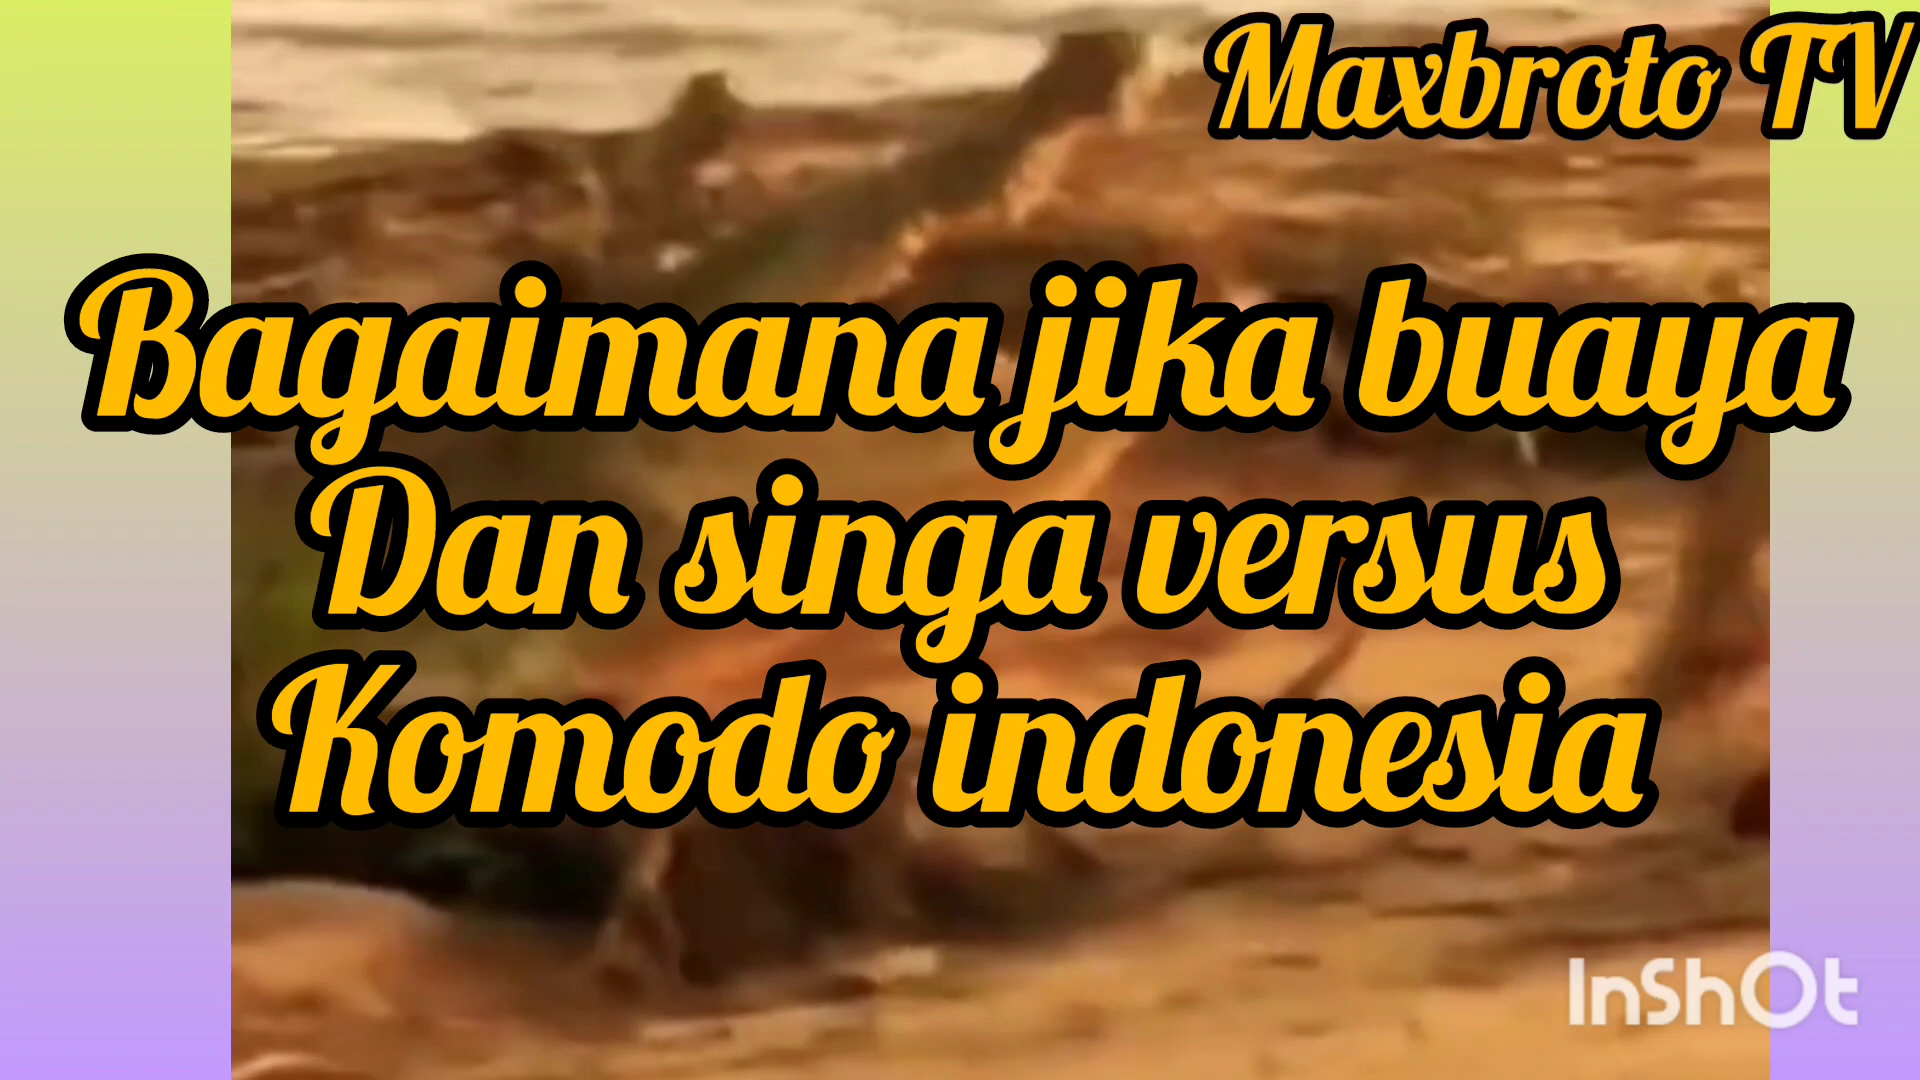 Maxbroto TV
Bagaimana jika buaya
Dan singa versus
Komodo indonesia
InShOt